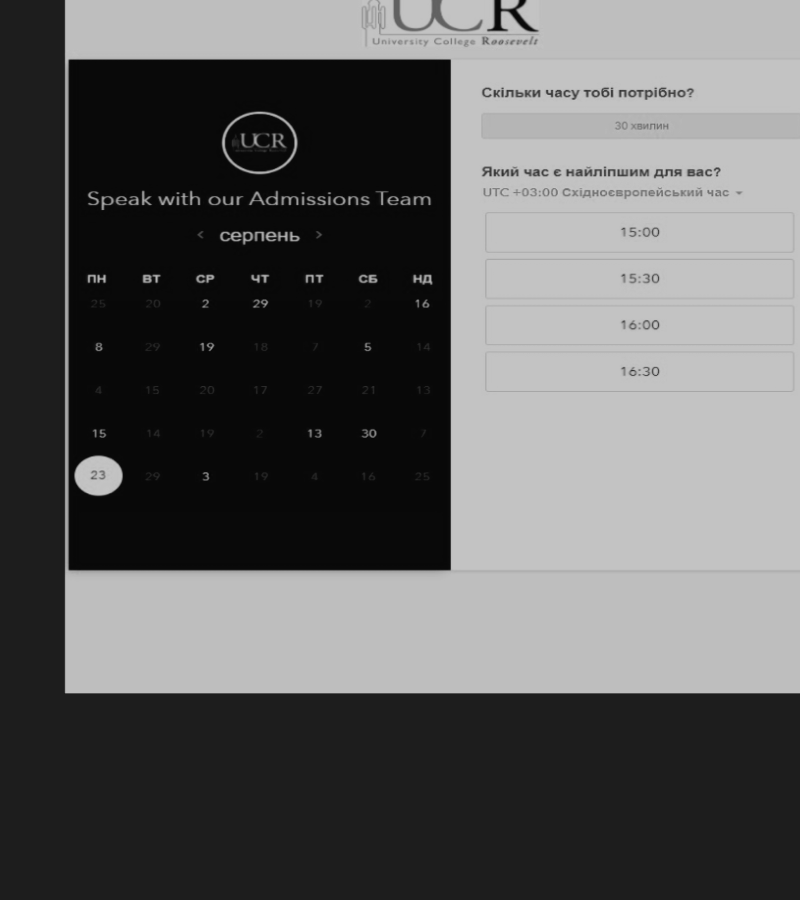 UCR
University College Roosevelt
UCR
Speak with our Admissions Team
< серпень >
ПН ВТ СР ЧТ ПТ СБ НД
25 20 2 29 19 2 16
8 29 19 18 7 5 14
4 15 20 17 27 21 13
15 14 19 2 13 30 7
23 29 3 19 4 16 25
Скільки часу тобі потрібно?
30 хвилин
Який час є найліпшим для вас?
UTC +03:00 Східноєвропейський час
15:00
15:30
16:00
16:30